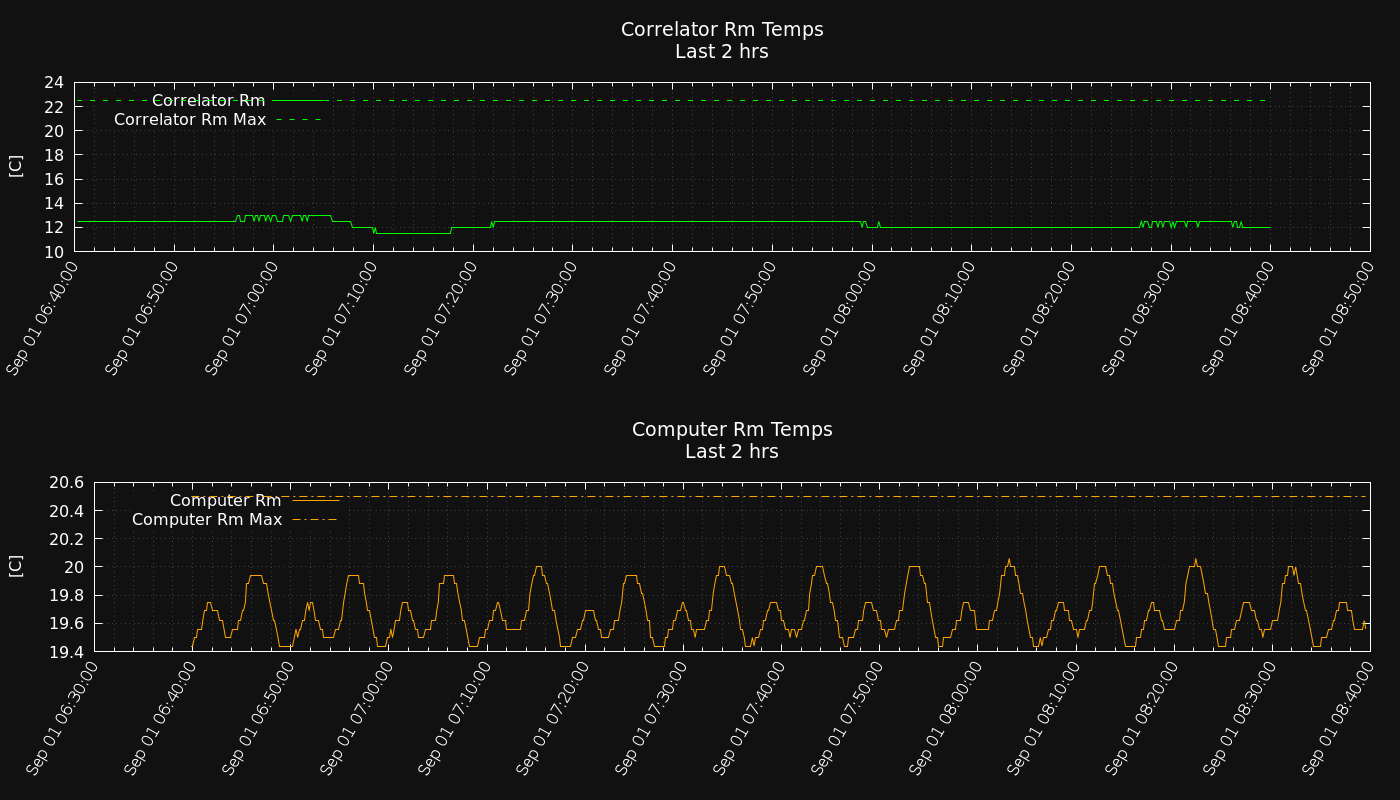 Correlator Rm Temps
Last 2 hrs
[C]
24
22
20
18
16
14
12
10
Correlator Rm
Correlator Rm Max
Sep 01 06:40:00
Sep 01 06:50:00
Sep 01 07:00:00
Sep 01 07:10:00
Sep 01 07:20:00
Sep 01 07:30:00
Sep 01 07:40:00
Sep 01 07:50:00
Sep 01 08:00:00
Sep 01 08:10:00
Sep 01 08:20:00
Sep 01 08:30:00
Sep 01 08:40:00
Sep 01 08:50:00
Computer Rm Temps
Last 2 hrs
[C]
20.6
20.4
20.2
20
19.8
19.6
19.4
Computer Rm
Computer Rm Max
Sep 01 06:30:00
Sep 01 06:40:00
Sep 01 06:50:00
Sep 01 07:00:00
Sep 01 07:10:00
Sep 01 07:20:00
Sep 01 07:30:00
Sep 01 07:40:00
Sep 01 07:50:00
Sep 01 08:00:00
Sep 01 08:10:00
Sep 01 08:20:00
Sep 01 08:30:00
Sep 01 08:40:00